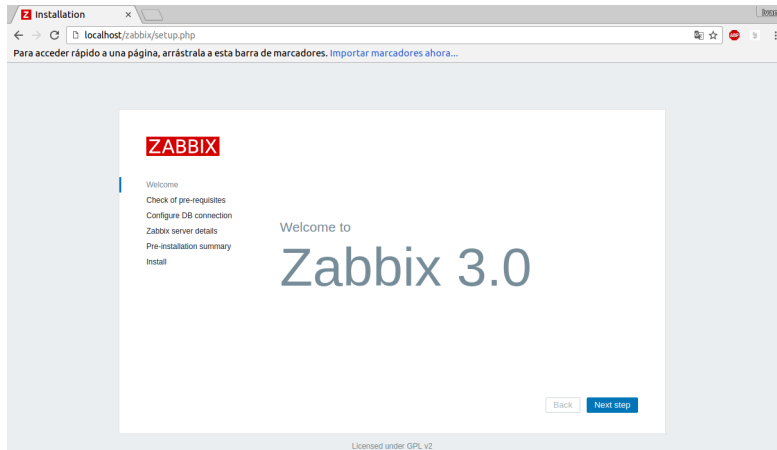 Z Installation
localhost/zabbix/setup.php
ABP
Para acceder rápido a una página, arrástrala a esta barra de marcadores. Importar marcadores ahora...
ZABBIX
Welcome
Check of pre-requisites
Configure DB connection
Zabbix server details
Pre-installation summary
Install
Welcome to
Zabbix 3.0
Back
Next step
Licensed under GPL v2